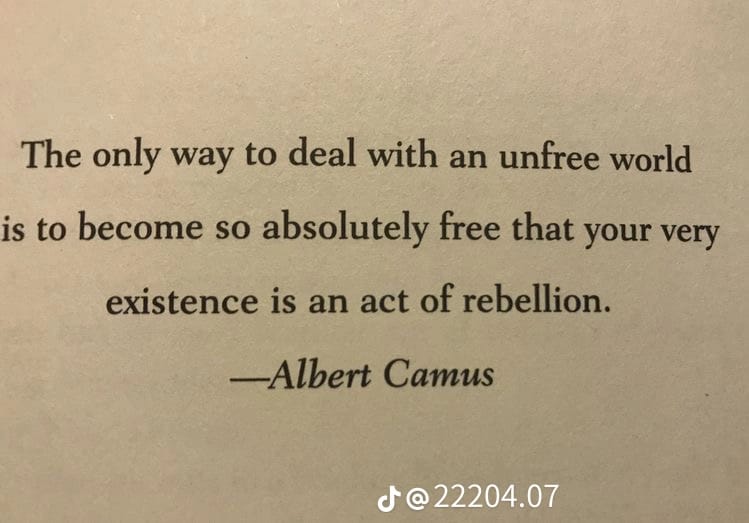 The only way to deal with an unfree world
is to become so absolutely free that your very
existence is an act of rebellion.
—Albert Camus
@22204.07